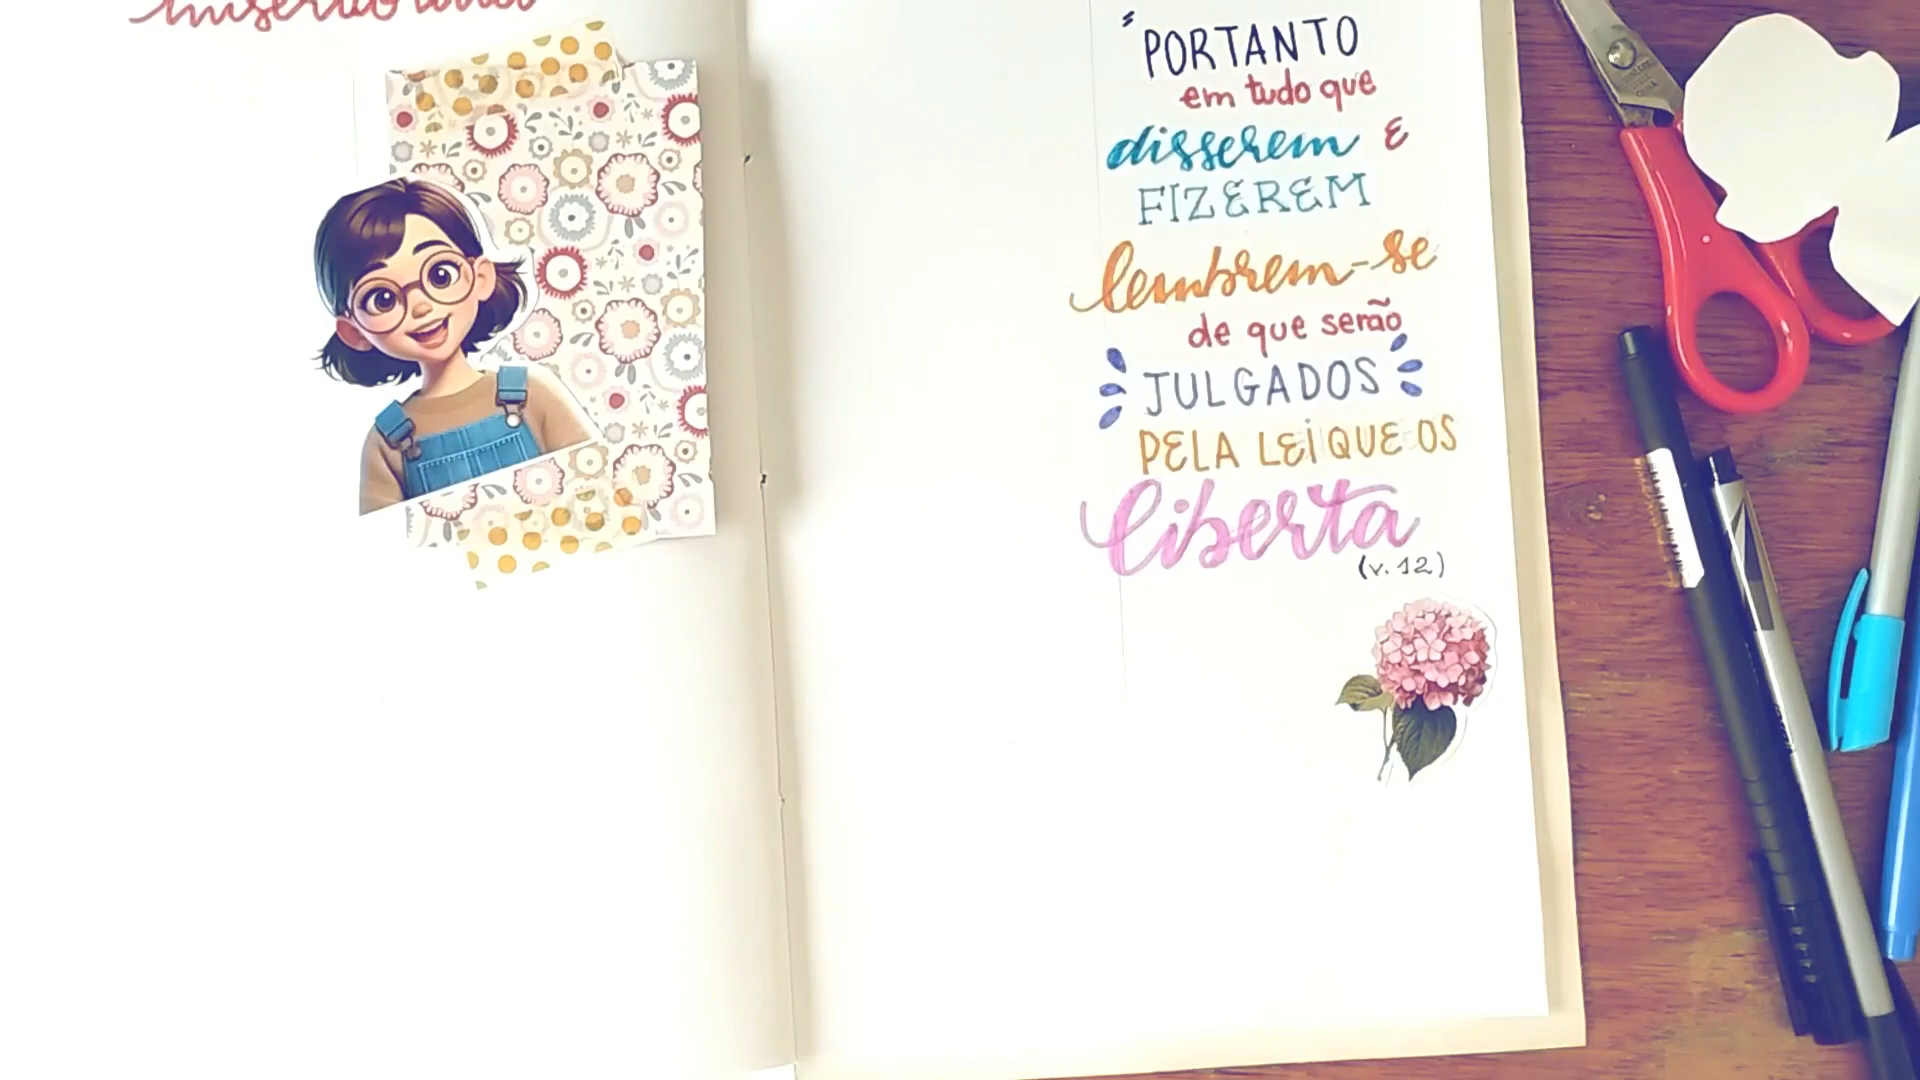 "PORTANTO
em tudo que
disserem e
FIZEREM
lembrem-se
de que serão
JULGADOS
PELA LEI QUE OS
liberta
(v. 12)